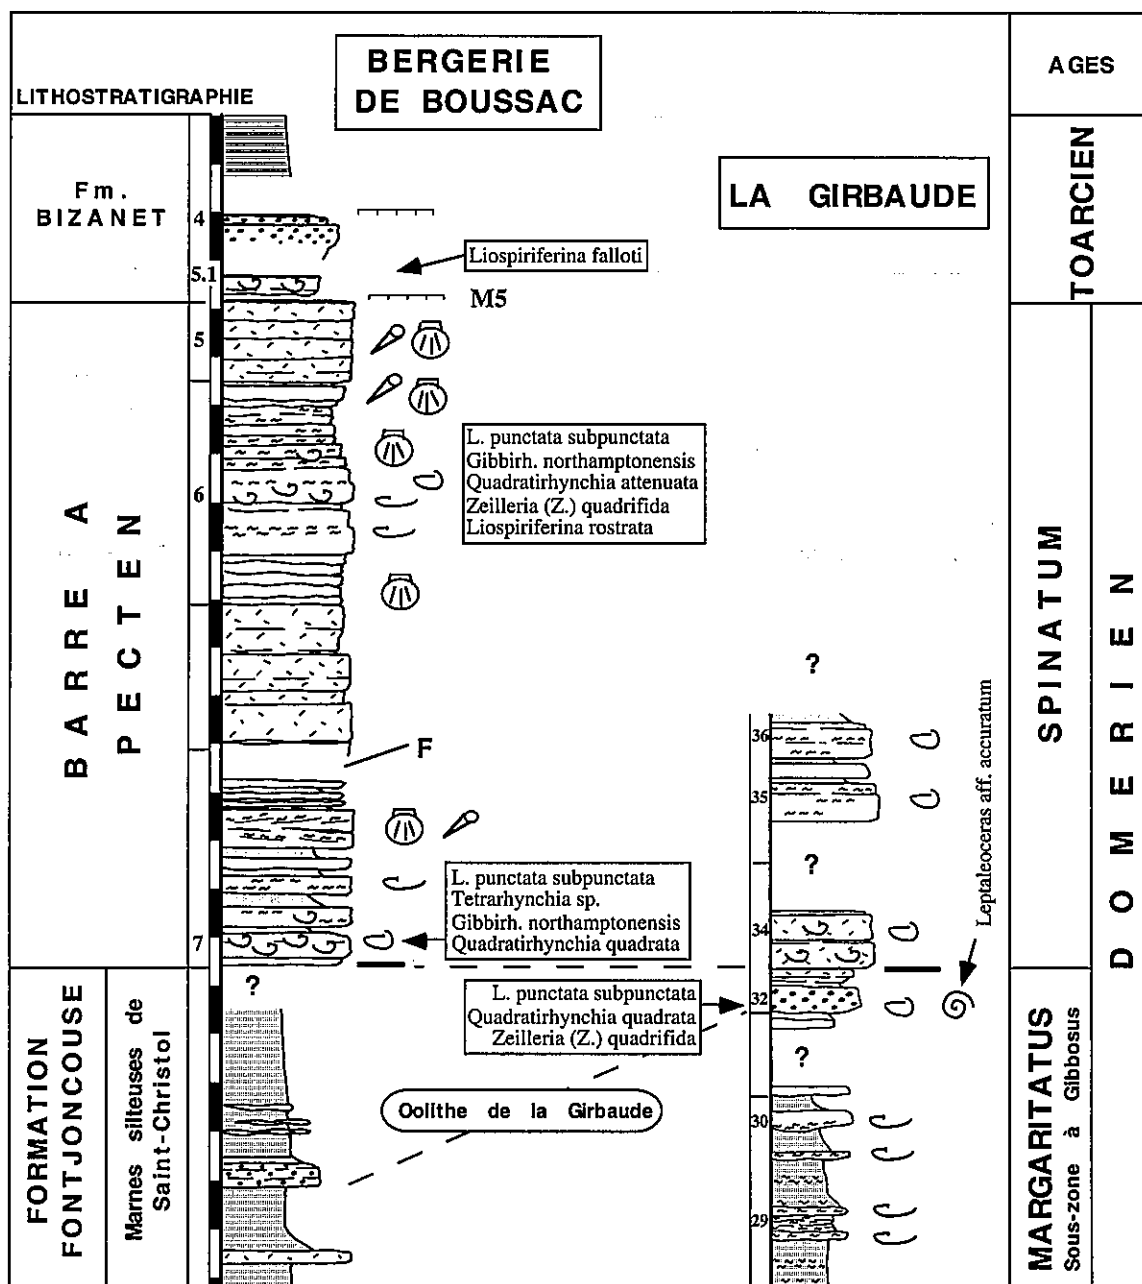 BERGERIE
DE BOUSSAC
LITHOSTRATIGRAPHIE
AGES
LA GIRBAUDE
Fm.
BIZANET
4
5.1
Liospiriferina falloti
M5
TOARCIEN
BARRE A
PECTEN
5
6
L. punctata subpunctata
Gibbirh. northamptonensis
Quadratirhynchia attenuata
Zeilleria (Z.) quadrifida
Liospiriferina rostrata
F
7
L. punctata subpunctata
Tetrarhynchia sp.
Gibbirh. northamptonensis
Quadratirhynchia quadrata
?
36
35
?
34
Leptaleoceras aff. accuratum
SPINATUM
DOMERIEN
?
L. punctata subpunctata
Quadratirhynchia quadrata
Zeilleria (Z.) quadrifida
32
?
30
29
Oolithe de la Girbaude
FORMATION
FONTJONCOUSE
Marnes silteuses de
Saint-Christol
MARGARITATUS
Sous-zone à Gibbosus